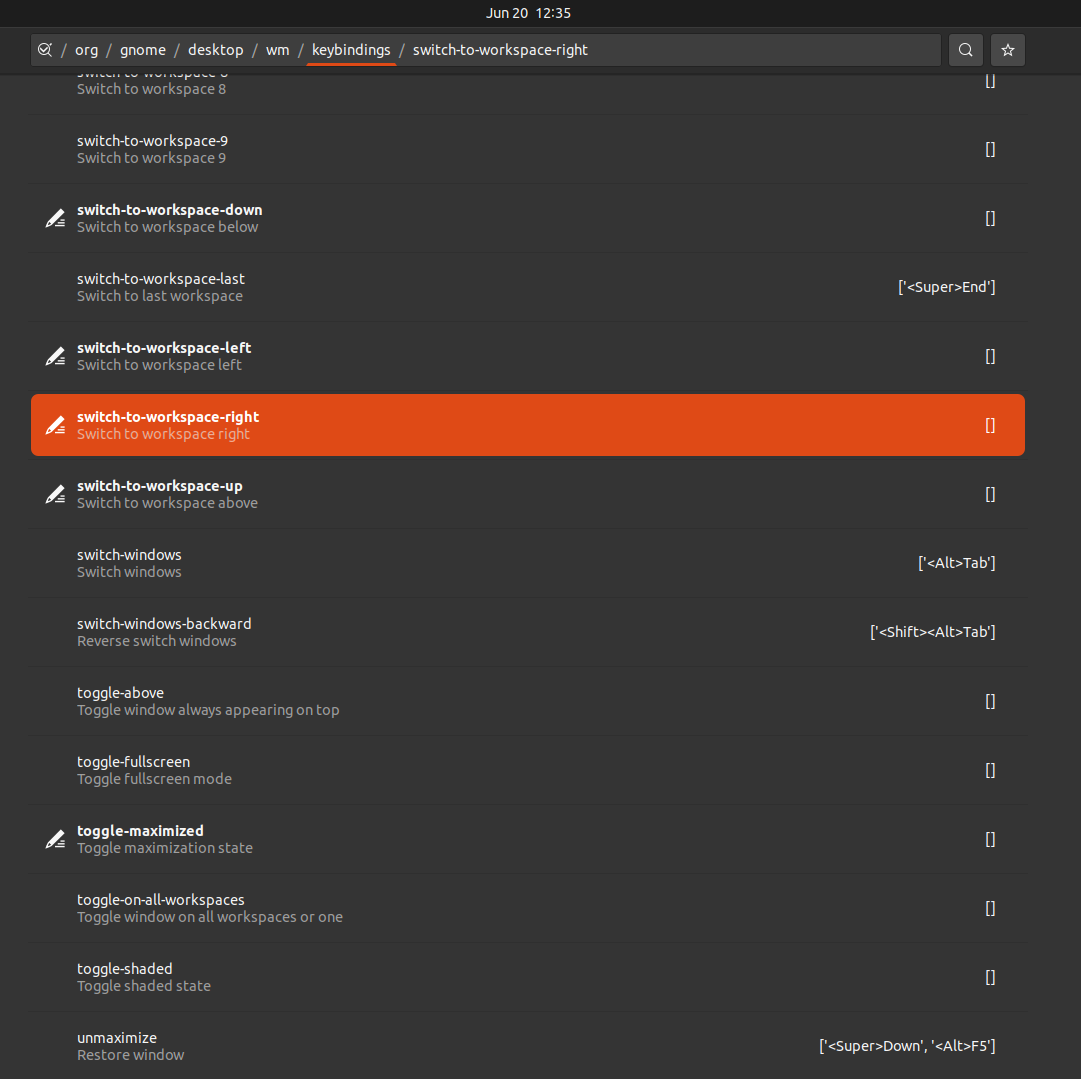 Jun 20 12:35
/ org / gnome / desktop / wm / keybindings / switch-to-workspace-right
switch-to-workspace-8
Switch to workspace 8
[]
switch-to-workspace-9
Switch to workspace 9
[]
switch-to-workspace-down
Switch to workspace below
[]
switch-to-workspace-last
Switch to last workspace
['<Super>End']
switch-to-workspace-left
Switch to workspace left
[]
switch-to-workspace-right
Switch to workspace right
[]
switch-to-workspace-up
Switch to workspace above
[]
switch-windows
Switch windows
['<Alt>Tab']
switch-windows-backward
Reverse switch windows
['<Shift><Alt>Tab']
toggle-above
Toggle window always appearing on top
[]
toggle-fullscreen
Toggle fullscreen mode
[]
toggle-maximized
Toggle maximization state
[]
toggle-on-all-workspaces
Toggle window on all workspaces or one
[]
toggle-shaded
Toggle shaded state
[]
unmaximize
Restore window
['<Super>Down', '<Alt>F5']